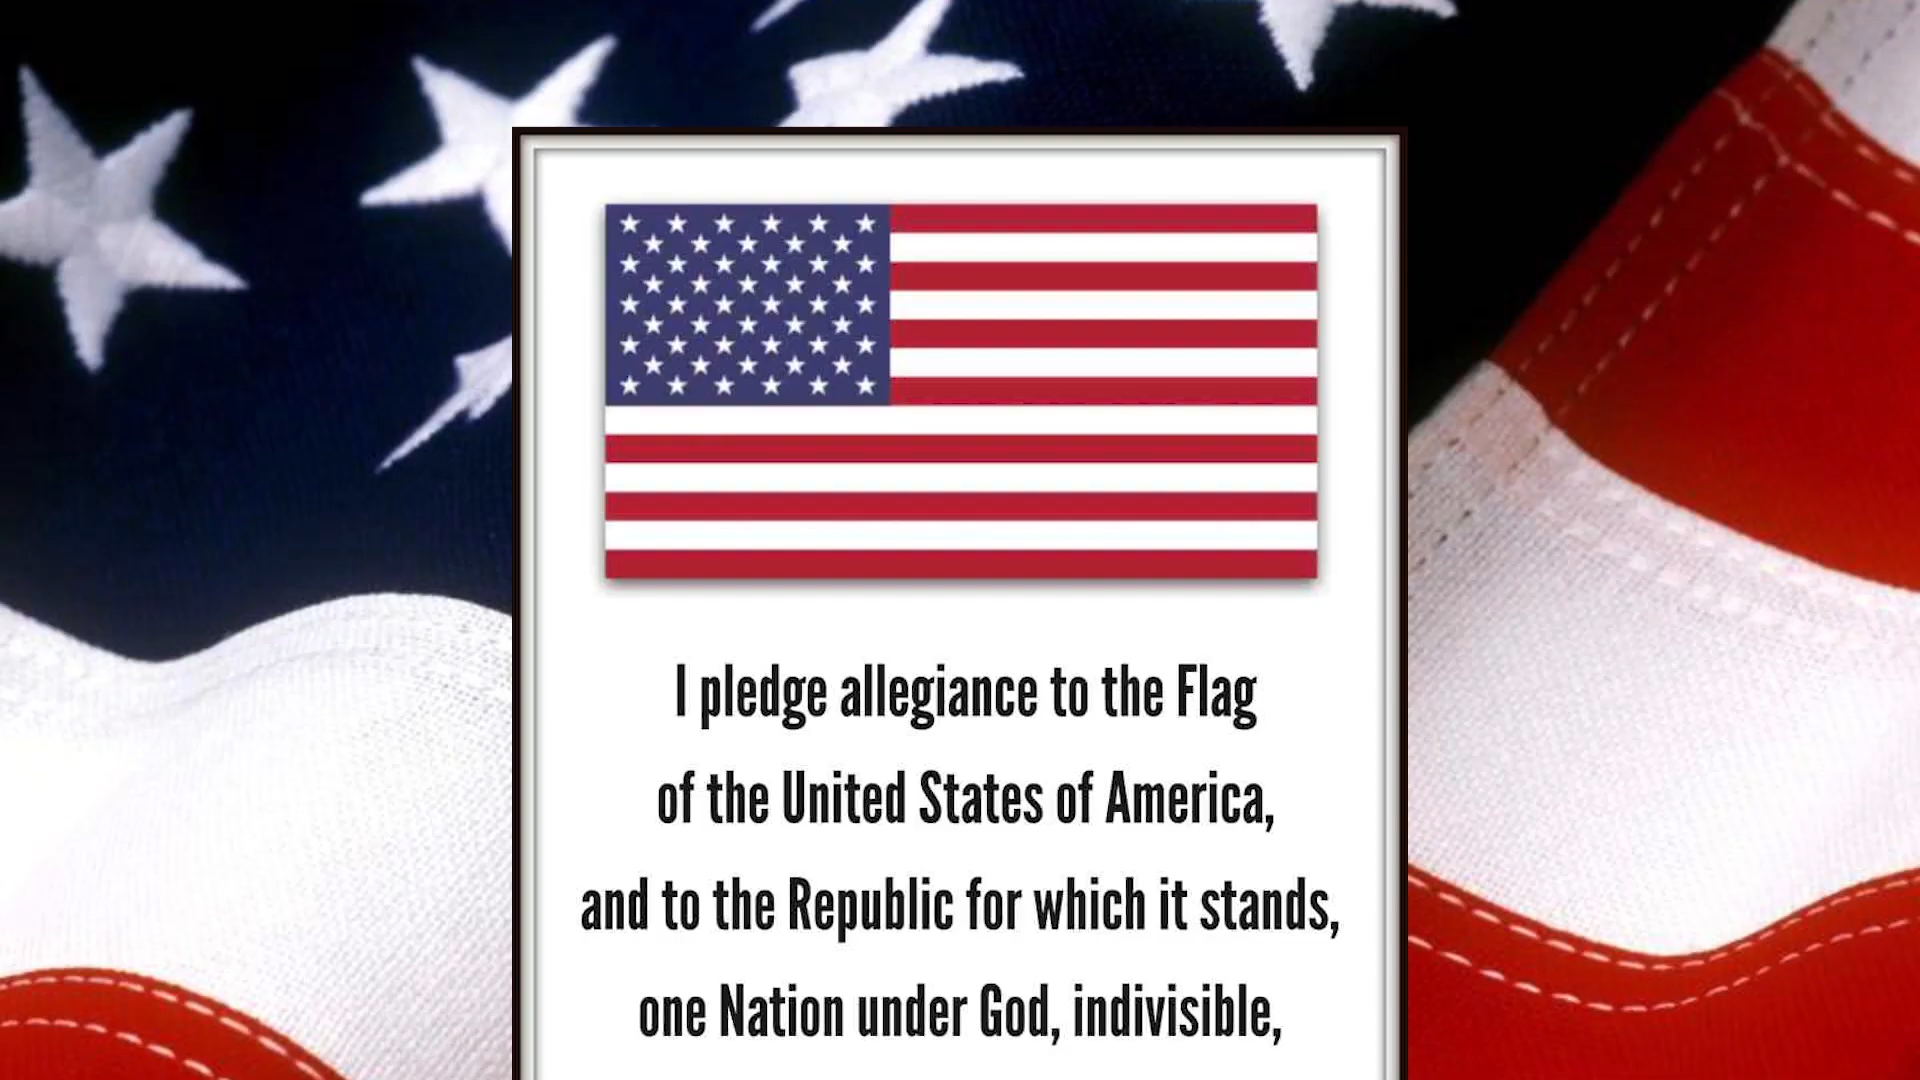 I pledge allegiance to the Flag
of the United States of America,
and to the Republic for which it stands,
one Nation under God, indivisible,